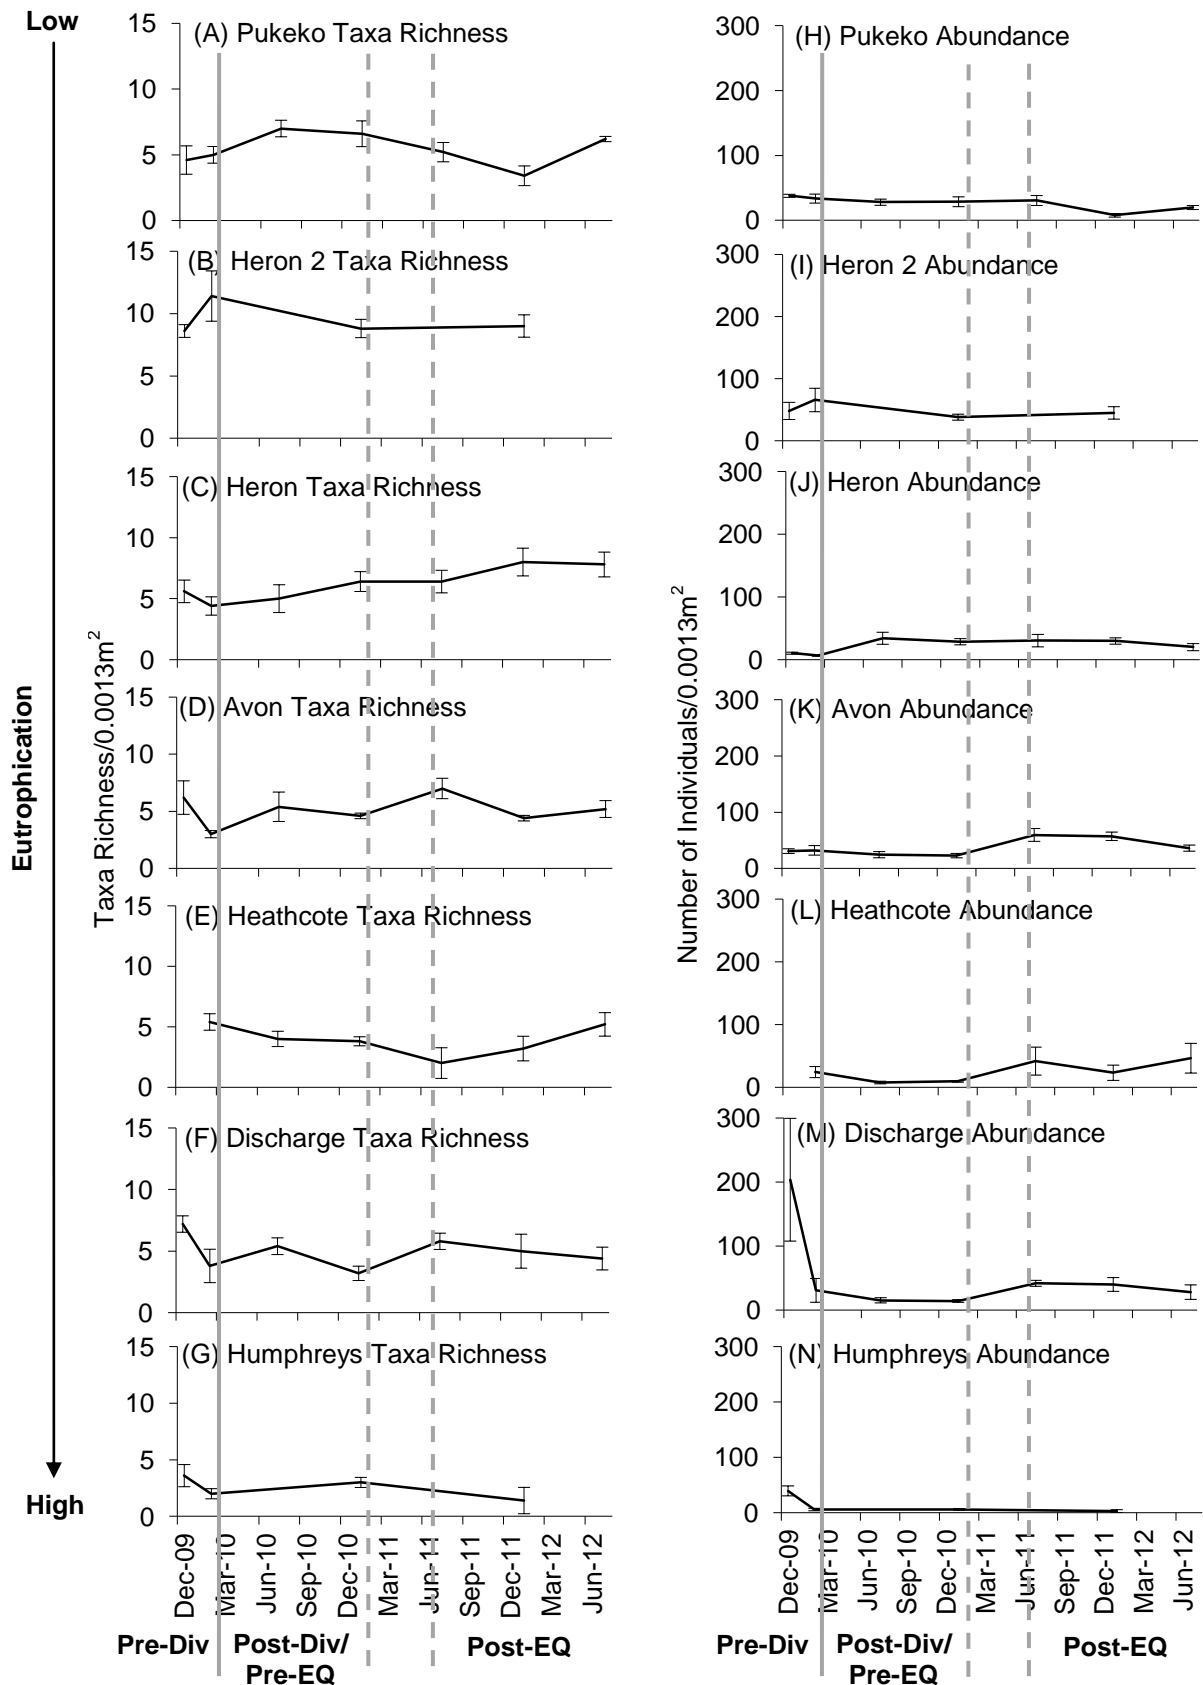 Low
Eutrophication
High
Taxa Richness/0.0013m²
(A) Pukeko Taxa Richness
15
10
5
0
(B) Heron 2 Taxa Richness
15
10
5
0
(C) Heron Taxa Richness
15
10
5
0
(D) Avon Taxa Richness
15
10
5
0
(E) Heathcote Taxa Richness
15
10
5
0
(F) Discharge Taxa Richness
15
10
5
0
(G) Humphreys Taxa Richness
15
10
5
0
Dec-09
Mar-10
Jun-10
Sep-10
Dec-10
Mar-11
Jun-11
Sep-11
Dec-11
Mar-12
Jun-12
Pre-Div
Post-Div/
Pre-EQ
Post-EQ
Number of Individuals/0.0013m²
(H) Pukeko Abundance
300
200
100
0
(I) Heron 2 Abundance
300
200
100
0
(J) Heron Abundance
300
200
100
0
(K) Avon Abundance
300
200
100
0
(L) Heathcote Abundance
300
200
100
0
(M) Discharge Abundance
300
200
100
0
(N) Humphreys Abundance
300
200
100
0
Dec-09
Mar-10
Jun-10
Sep-10
Dec-10
Mar-11
Jun-11
Sep-11
Dec-11
Mar-12
Jun-12
Pre-Div
Post-Div/
Pre-EQ
Post-EQ